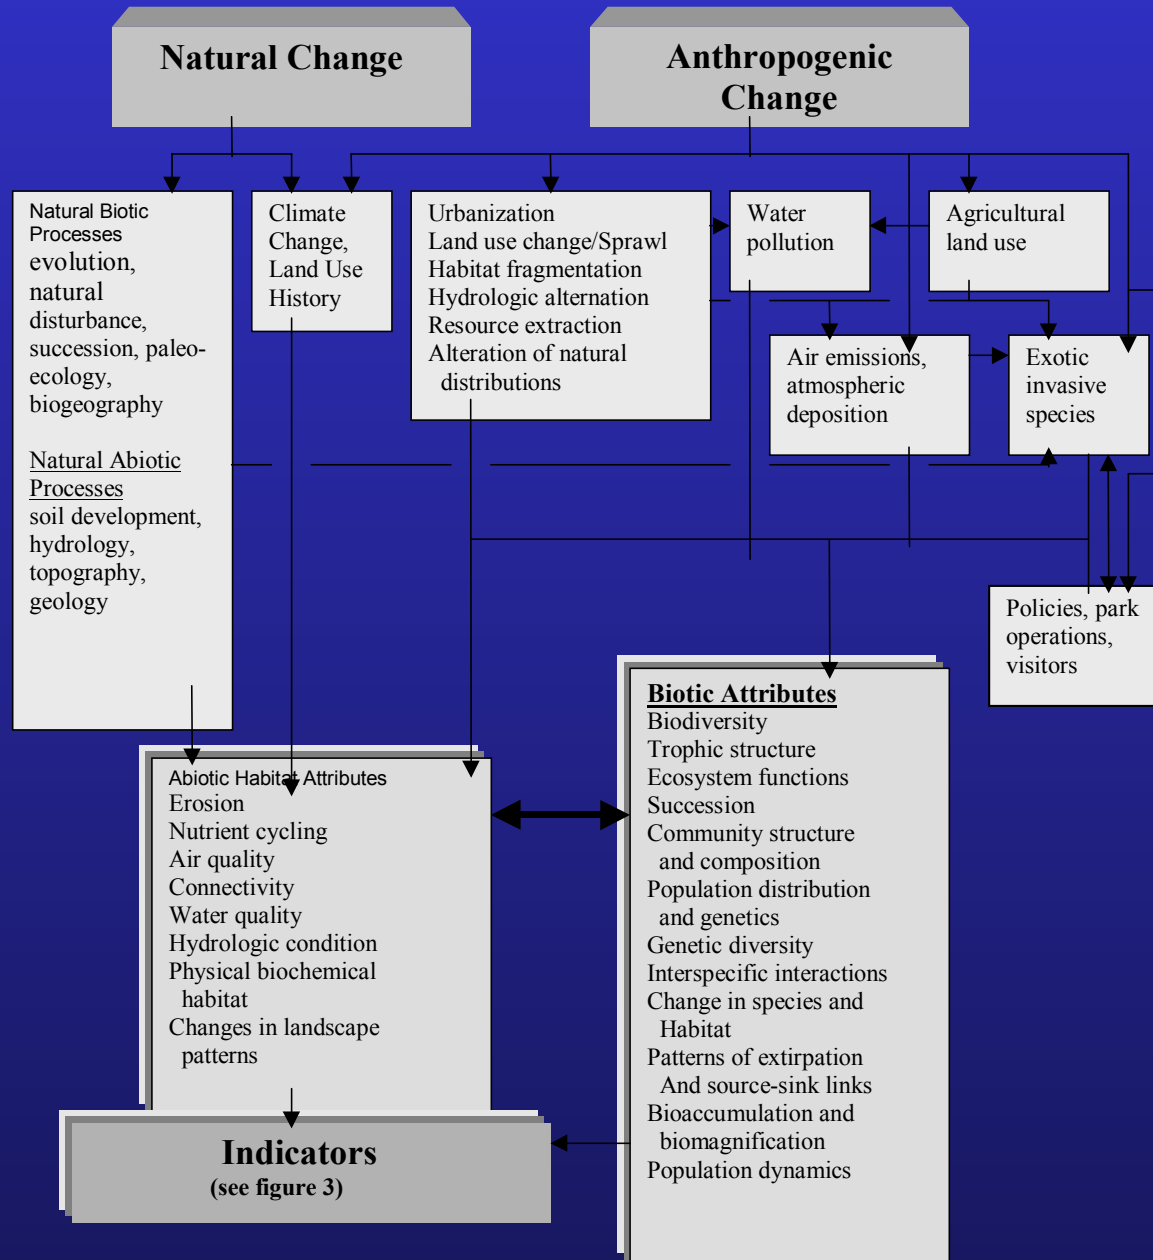 Natural Change
Anthropogenic
Change
Natural Biotic
Processes
evolution,
natural
disturbance,
succession, paleo-
ecology,
biogeography
Natural Abiotic
Processes
soil development,
hydrology,
topography,
geology
Climate
Change,
Land Use
History
Urbanization
Land use change/Sprawl
Habitat fragmentation
Hydrologic alternation
Resource extraction
Alteration of natural
distributions
Water
pollution
Agricultural
land use
Air emissions,
atmospheric
deposition
Exotic
invasive
species
Policies, park
operations,
visitors
Abiotic Habitat Attributes
Erosion
Nutrient cycling
Air quality
Connectivity
Water quality
Hydrologic condition
Physical biochemical
habitat
Changes in landscape
patterns
Biotic Attributes
Biodiversity
Trophic structure
Ecosystem functions
Succession
Community structure
and composition
Population distribution
and genetics
Genetic diversity
Interspecific interactions
Change in species and
Habitat
Patterns of extirpation
And source-sink links
Bioaccumulation and
biomagnification
Population dynamics
Indicators
(see figure 3)